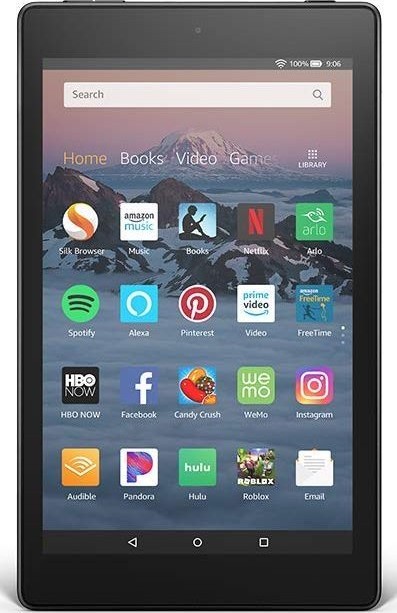 100% 9:06
Search
Home Books Video Games LIBRARY
amazon music
arlo
Silk Browser Music Books Netflix Arlo
prime video
amazon FreeTime
Spotify Alexa Pinterest Video FreeTime
HBO NOW
we mo
HBO NOW Facebook Candy Crush WeMo Instagram
hulu
ROBLOX
Audible Pandora Hulu Roblox Email